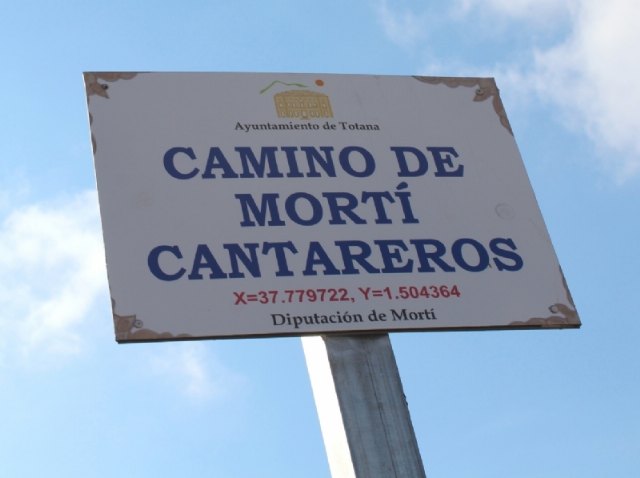 Ayuntamiento de Totana
CAMINO DE
MORTÍ
CANTAREROS
X=37.779722, Y=1.504364
Diputación de Mortí